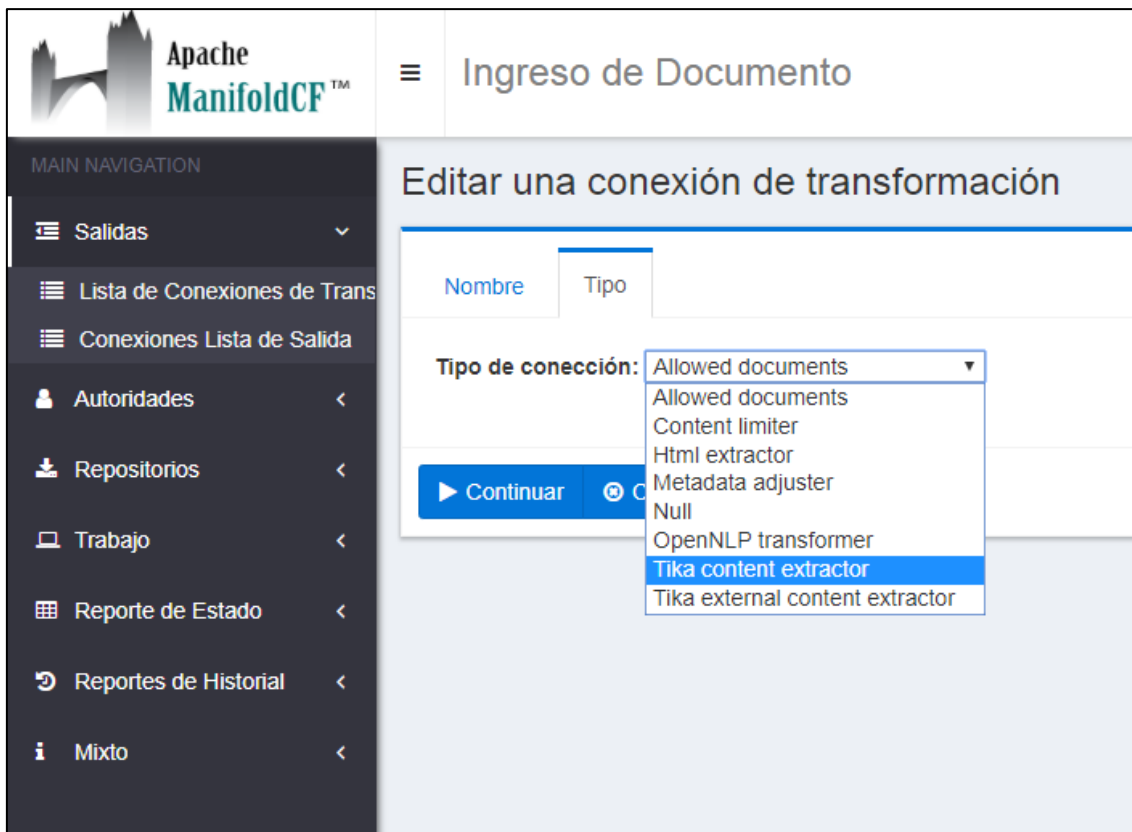 Apache
ManifoldCF™
Ingreso de Documento
MAIN NAVIGATION
Editar una conexión de transformación
Salidas
Lista de Conexiones de Trans
Conexiones Lista de Salida
Autoridades
Repositorios
Trabajo
Reporte de Estado
Reportes de Historial
Mixto
Nombre
Tipo
Tipo de conección:
Allowed documents
Allowed documents
Content limiter
Html extractor
Metadata adjuster
Null
OpenNLP transformer
Tika content extractor
Tika external content extractor
Continuar